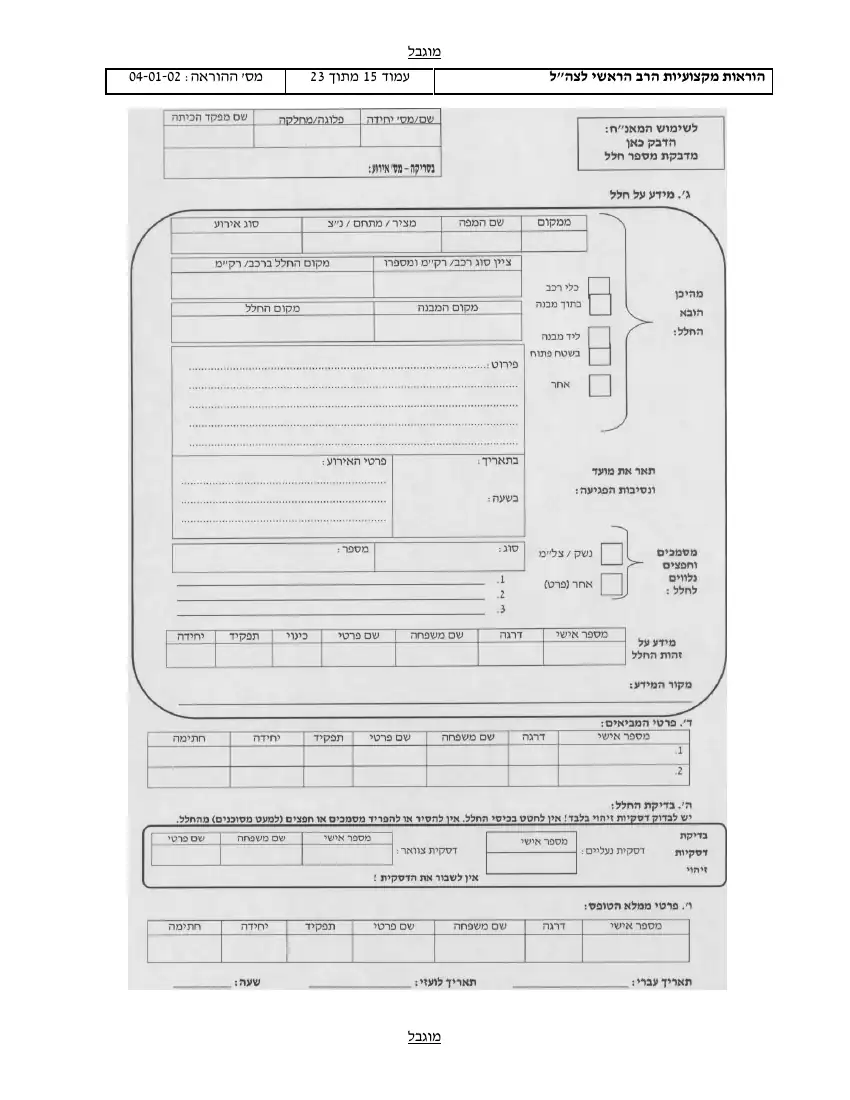 מוגבל
הוראות מקצועיות הרב הראשי לצה״ל עמוד 15 מתוך 23 מס׳ ההוראה: 04-01-02
לשימוש המאנ״ח:
הדבק כאן
מדבקת מספר חלל
שם/מס׳ יחידה פלוגה/מחלקה שם מפקד הכיתה
בסריקה - מס׳ אירוע:
ג׳. מידע על חלל
מהיכן
הובא
החלל:
ממקום שם המפה מציר / מתחם / נ״צ סוג אירוע
כלי רכב
ציין סוג רכב/ רק״מ ומספרו מקום החלל ברכב/ רק״מ
בתוך מבנה
מקום המבנה מקום החלל
ליד מבנה
בשטח פתוח
אחר
פירוט:
תאר את מועד
ונסיבות הפגיעה:
בתאריך: פרטי האירוע:
בשעה:
מסמכים
וחפצים
נלווים
לחלל:
נשק / צל״מ סוג: מספר:
אחר (פרט)
1.
2.
3.
מידע על
זהות החלל
מספר אישי דרגה שם משפחה שם פרטי כינוי תפקיד יחידה
מקור המידע:
ד׳. פרטי המביאים:
מספר אישי דרגה שם משפחה שם פרטי תפקיד יחידה חתימה
1.
2.
ה׳. בדיקת החלל:
יש לבדוק דסקיות זיהוי בלבד! אין לחטט בכיסי החלל. אין להסיר או להפריד מסמכים או חפצים (למעט מסוכנים) מהחלל.
בדיקת
דסקיות
זיהוי
דסקית נעליים: מספר אישי
דסקית צוואר: מספר אישי שם משפחה שם פרטי
אין לשבור את הדסקית!
ו׳. פרטי ממלא הטופס:
מספר אישי דרגה שם משפחה שם פרטי תפקיד יחידה חתימה
תאריך עברי: תאריך לועזי: שעה:
מוגבל